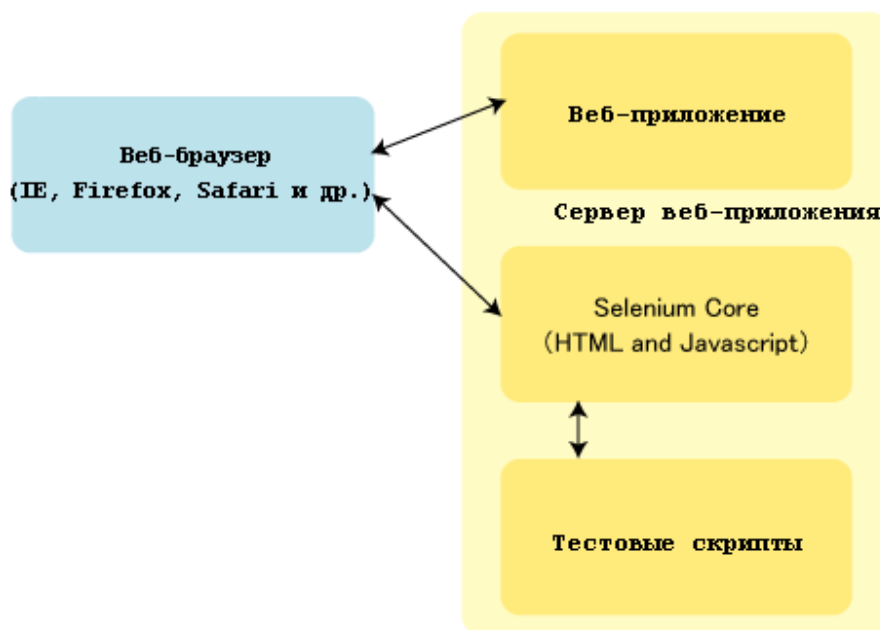 Веб-браузер
(IE, Firefox, Safari и др.)
Веб-приложение
Сервер веб-приложения
Selenium Core
(HTML and Javascript)
Тестовые скрипты